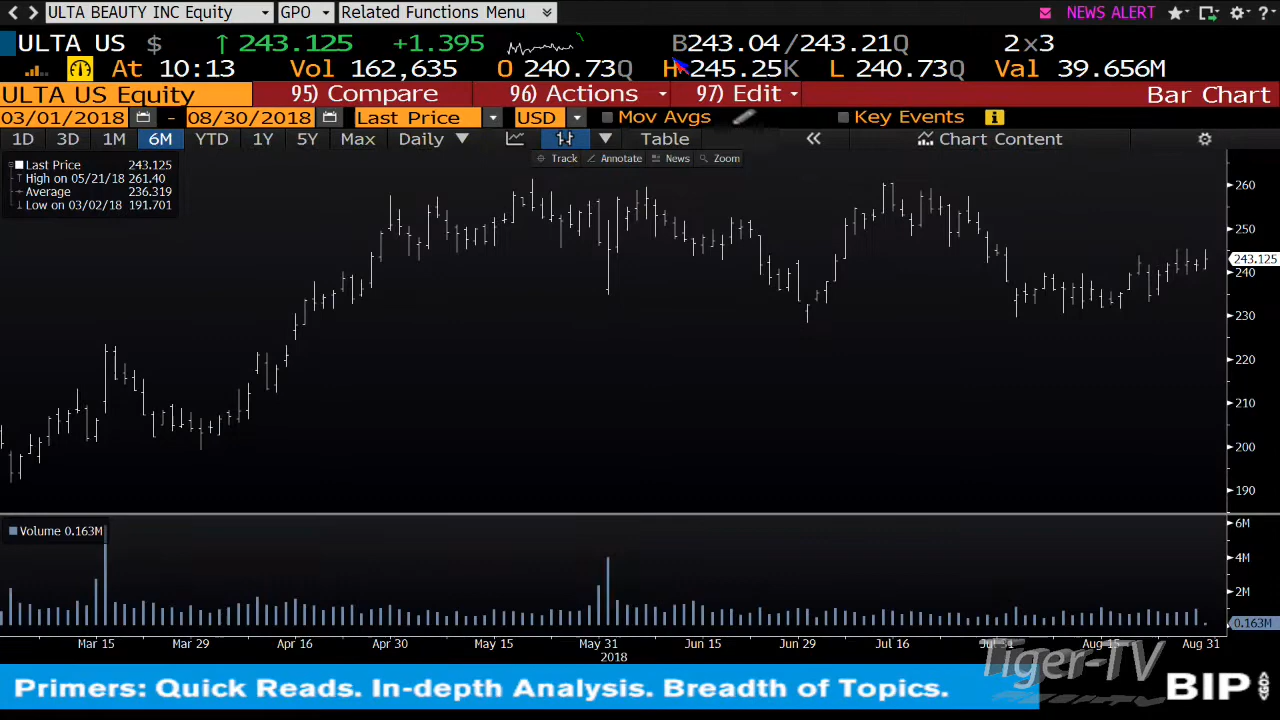 ULTA BEAUTY INC Equity GPO Related Functions Menu NEWS ALERT ?
ULTA US $ ↑ 243.125 +1.395 B243.04/243.21Q 2x3
At 10:13 Vol 162,635 O 240.73Q H 245.25K L 240.73Q Val 39.656M
ULTA US Equity 95) Compare 96) Actions 97) Edit Bar Chart
03/01/2018 - 08/30/2018 Last Price USD Mov Avgs Key Events
1D 3D 1M 6M YTD 1Y 5Y Max Daily Table « Chart Content
Track Annotate News Zoom
Last Price 243.125
High on 05/21/18 261.40
Average 236.319
Low on 03/02/18 191.701
260
250
243.125
240
230
220
210
200
190
Volume 0.163M
6M
4M
2M
0.163M
Mar 15 Mar 29 Apr 16 Apr 30 May 15 May 31 Jun 15 Jun 29 Jul 16 Jul 31 Aug 15 Aug 31
2018
Tiger-TV
Primers: Quick Reads. In-depth Analysis. Breadth of Topics.
BIP